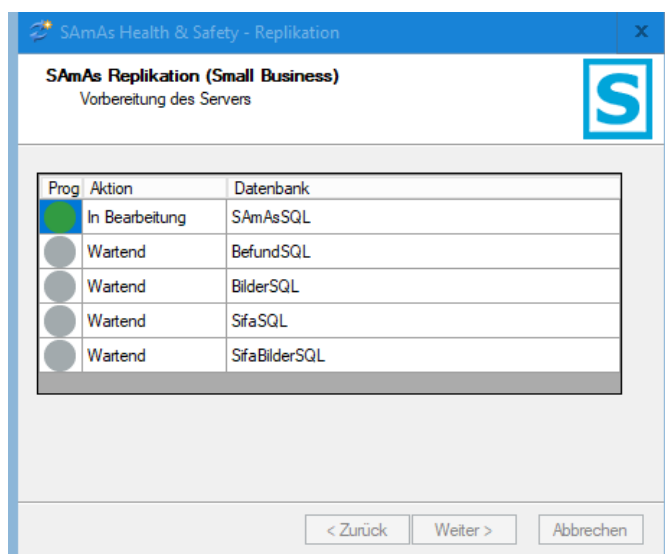 SAmAs Health & Safety - Replikation
x
SAmAs Replikation (Small Business)
Vorbereitung des Servers
S
Prog Aktion Datenbank
In Bearbeitung SAmAsSQL
Wartend BefundSQL
Wartend BilderSQL
Wartend SifaSQL
Wartend SifaBilderSQL
< Zurück Weiter > Abbrechen